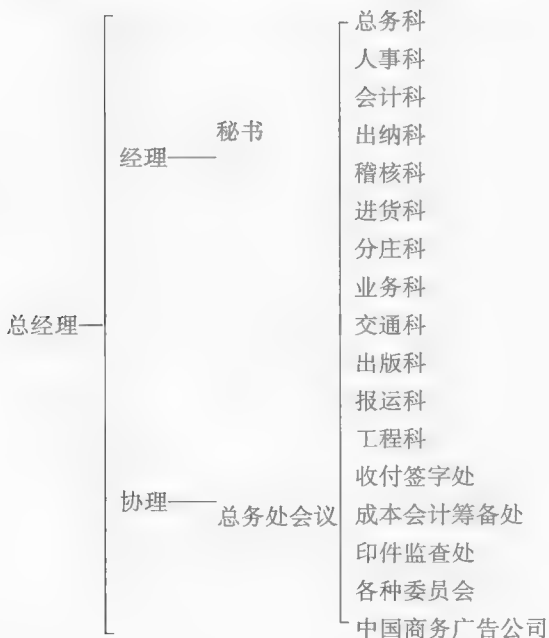 总务科
人事科
会计科
秘书
出纳科
经理
稽核科
进货科
分庄科
业务科
总经理
交通科
出版科
报运科
工程科
收付签字处
协理
总务处会议
成本会计筹备处
印件监查处
各种委员会
中国商务广告公司